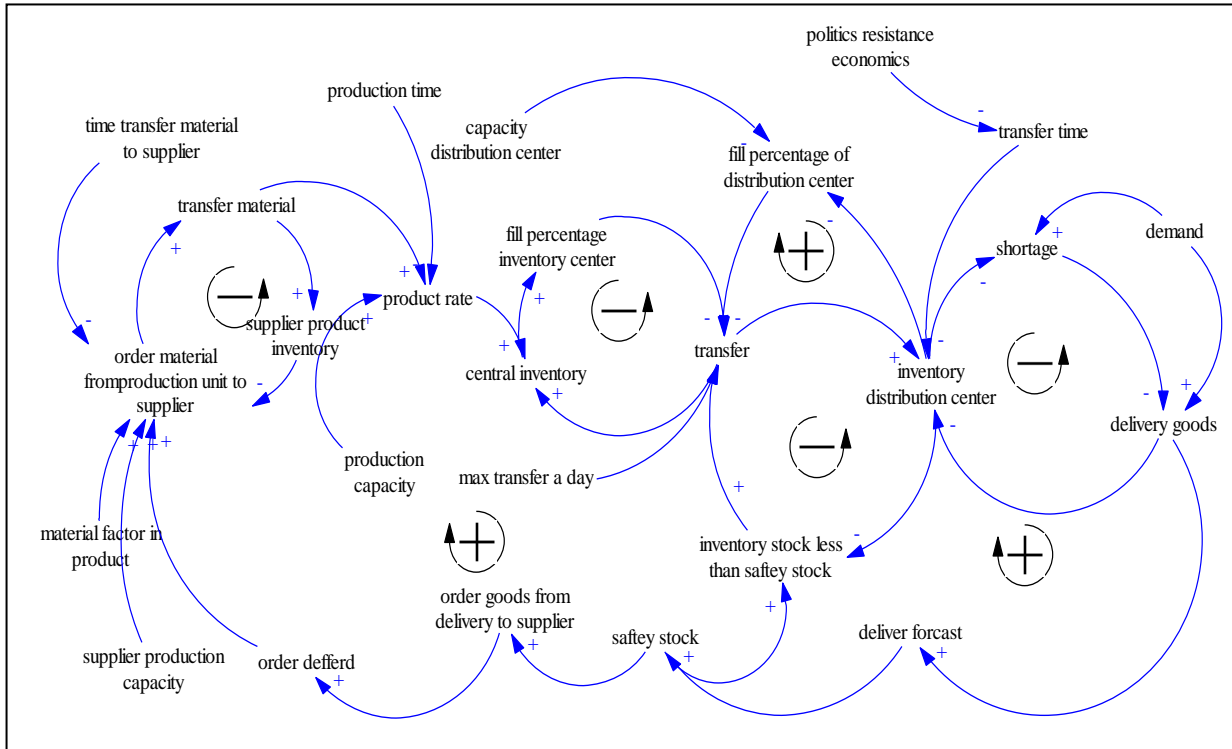 politics resistance
economics
production time
capacity
distribution center
time transfer material
to supplier
transfer time
fill percentage of
distribution center
transfer material
fill percentage
inventory center
demand
shortage
product rate
supplier product
inventory
order material
fromproduction unit to
supplier
central inventory
transfer
inventory
distribution center
delivery goods
production
capacity
max transfer a day
material factor in
product
inventory stock less
than saftey stock
order goods from
delivery to supplier
saftey stock
deliver forcast
supplier production
capacity
order defferd